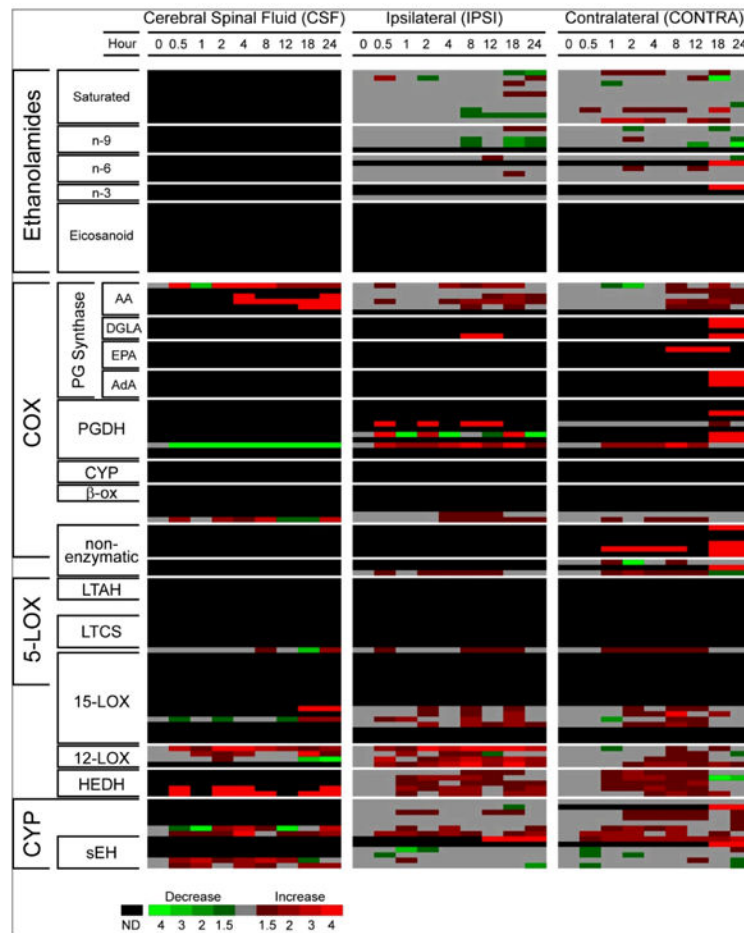 Cerebral Spinal Fluid (CSF) Ipsilateral (IPSI) Contralateral (CONTRA)
Hour 0 0.5 1 2 4 8 12 18 24 0 0.5 1 2 4 8 12 18 24 0 0.5 1 2 4 8 12 18 24
Ethanolamides
Saturated
n-9
n-6
n-3
Eicosanoid
COX
PG Synthase
AA
DGLA
EPA
AdA
PGDH
CYP
β-ox
non-
enzymatic
5-LOX
LTAH
LTCS
15-LOX
12-LOX
HEDH
CYP
sEH
Decrease Increase
ND 4 3 2 1.5 1.5 2 3 4